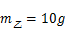 m_Z = 10g